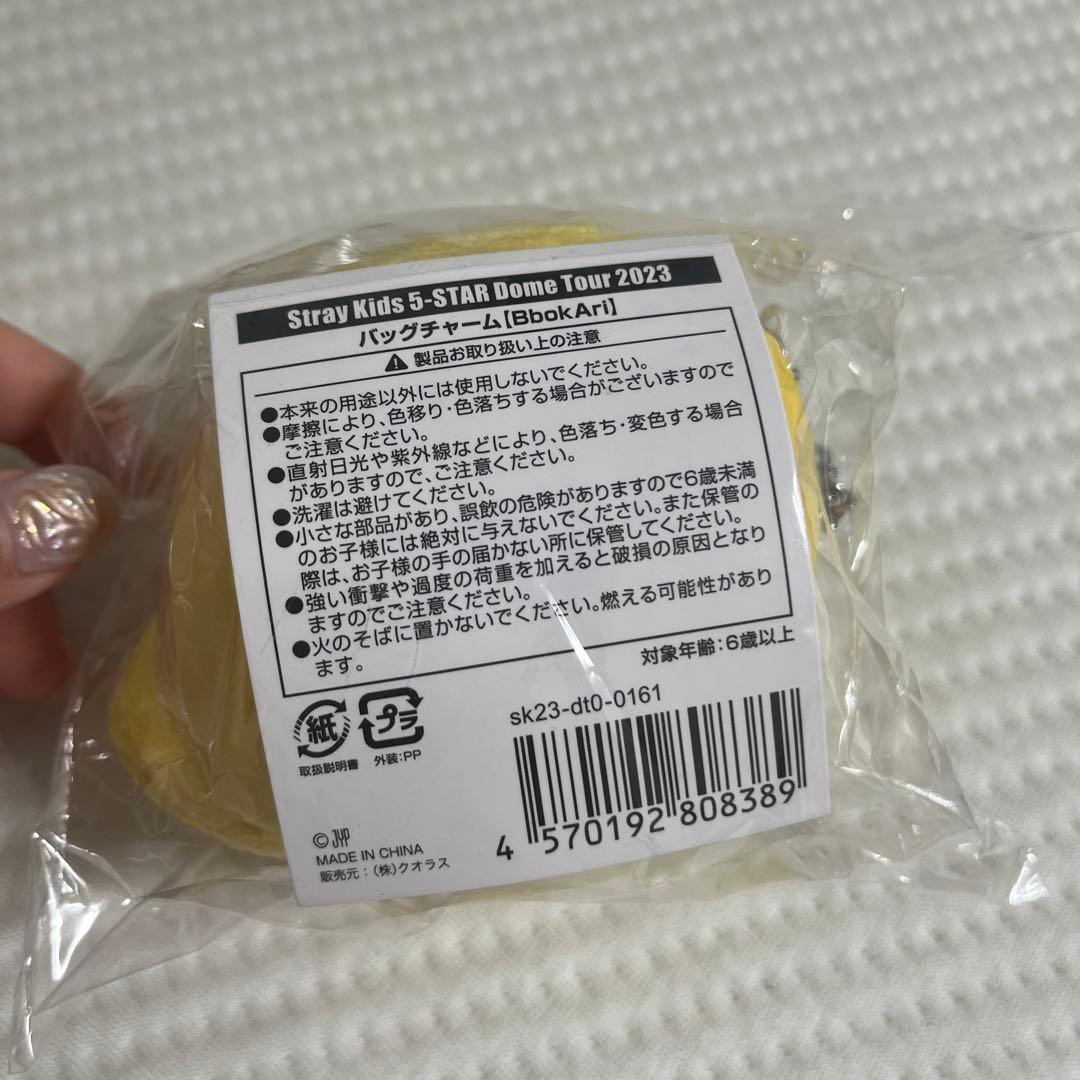 Stray Kids 5-STAR Dome Tour 2023
バッグチャーム【BbokAri】
製品お取り扱い上の注意
●本来の用途以外には使用しないでください。
●摩擦により、色移り・色落ちする場合がございますので
ご注意ください。
●直射日光や紫外線などにより、色落ち・変色する場合
がありますので、ご注意ください。
●洗濯は避けてください。
●小さな部品があり、誤飲の危険がありますので6歳未満
のお子様には絶対に与えないでください。また保管の
際は、お子様の手の届かない所に保管してください。
●強い衝撃や過度の荷重を加えると破損の原因となり
ますのでご注意ください。
●火のそばに置かないでください。燃える可能性があり
ます。
対象年齢:6歳以上
紙
取扱説明書
プラ
外装:PP
sk23-dt0-0161
4 570192 808389
© JYP
MADE IN CHINA
販売元:(株)クオラス